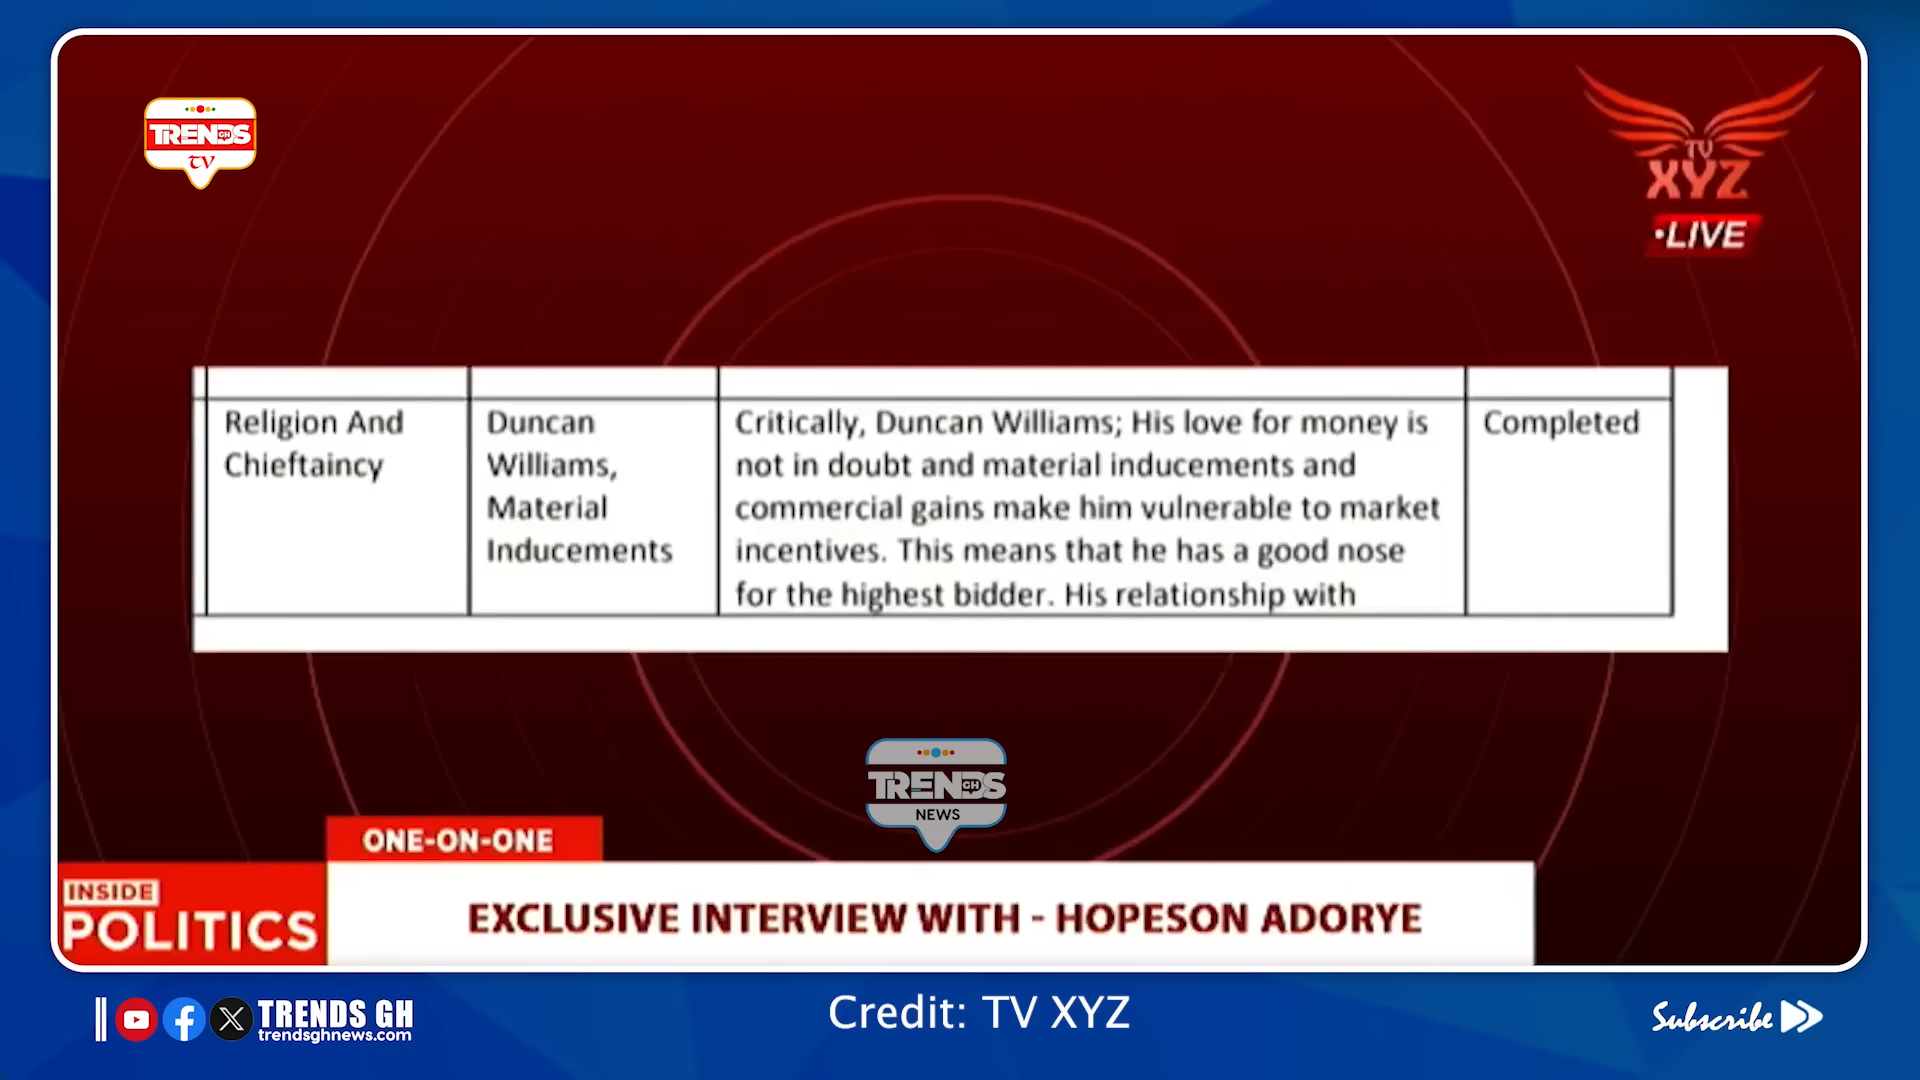 TRENDS GH
TV
TV
XYZ
•LIVE
Religion And
Chieftaincy
Duncan
Williams,
Material
Inducements
Critically, Duncan Williams; His love for money is
not in doubt and material inducements and
commercial gains make him vulnerable to market
incentives. This means that he has a good nose
for the highest bidder. His relationship with
Completed
TRENDS GH
NEWS
ONE-ON-ONE
INSIDE
POLITICS
EXCLUSIVE INTERVIEW WITH - HOPESON ADORYE
TRENDS GH
trendsghnews.com
Credit: TV XYZ
Subscribe